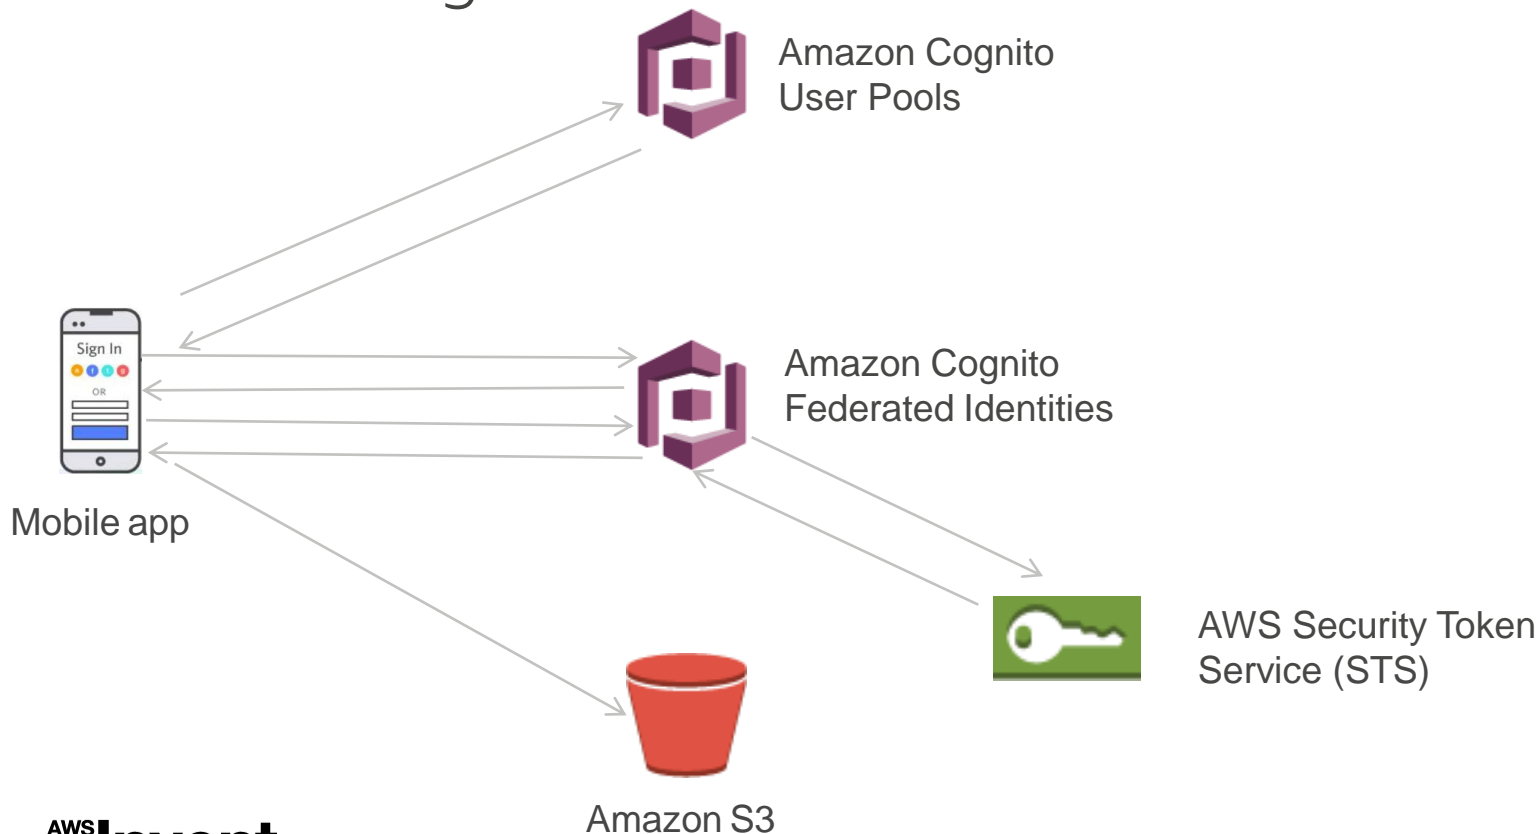 Amazon Cognito
User Pools
Sign In
OR
Amazon Cognito
Federated Identities
Mobile app
AWS Security Token
Service (STS)
Amazon S3
AWS